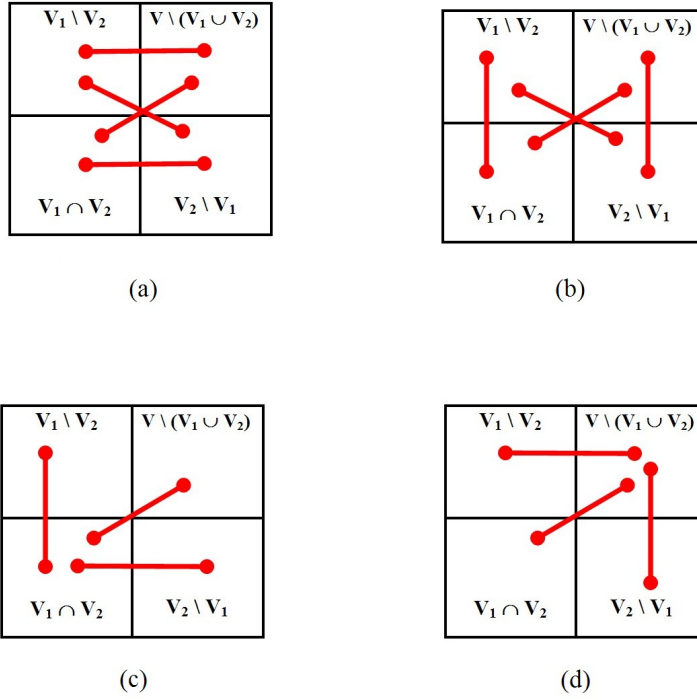 V₁ \ V₂ V \ (V₁ ∪ V₂)
V₁ ∩ V₂ V₂ \ V₁
(a)
V₁ \ V₂ V \ (V₁ ∪ V₂)
V₁ ∩ V₂ V₂ \ V₁
(b)
V₁ \ V₂ V \ (V₁ ∪ V₂)
V₁ ∩ V₂ V₂ \ V₁
(c)
V₁ \ V₂ V \ (V₁ ∪ V₂)
V₁ ∩ V₂ V₂ \ V₁
(d)